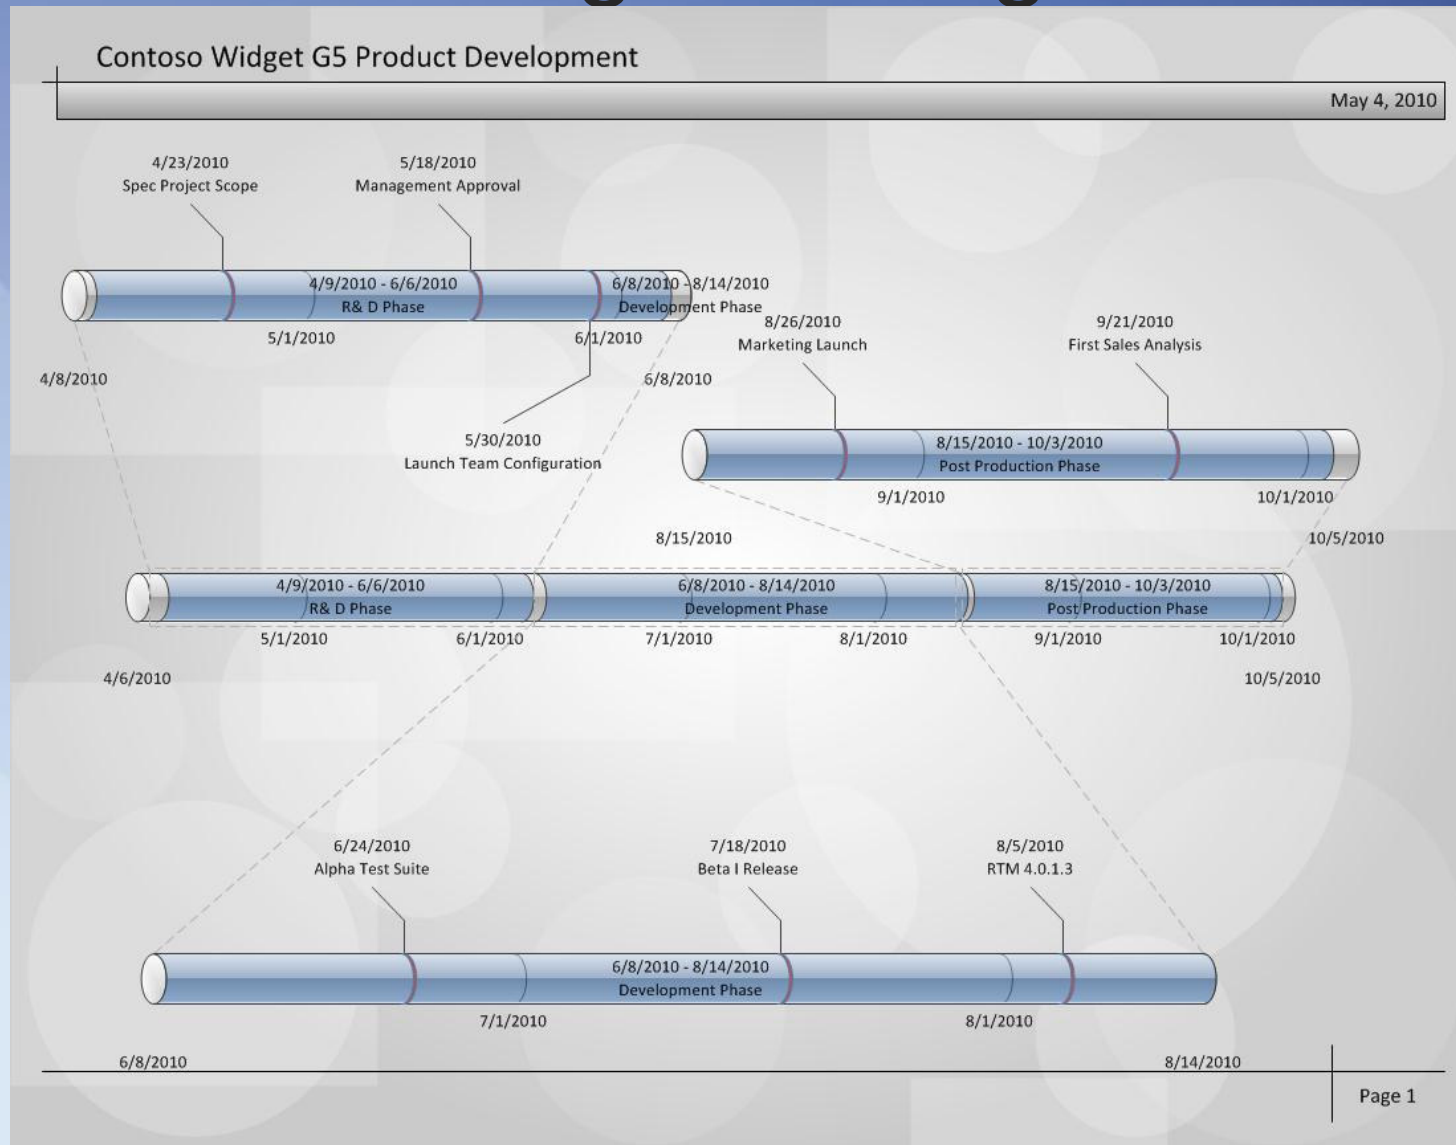 Contoso Widget G5 Product Development
May 4, 2010
4/23/2010
Spec Project Scope
5/18/2010
Management Approval
4/9/2010 - 6/6/2010
R& D Phase
6/8/2010 - 8/14/2010
Development Phase
5/1/2010
6/1/2010
4/8/2010
6/8/2010
5/30/2010
Launch Team Configuration
8/26/2010
Marketing Launch
9/21/2010
First Sales Analysis
8/15/2010 - 10/3/2010
Post Production Phase
9/1/2010
10/1/2010
8/15/2010
10/5/2010
4/9/2010 - 6/6/2010
R& D Phase
6/8/2010 - 8/14/2010
Development Phase
8/15/2010 - 10/3/2010
Post Production Phase
5/1/2010
6/1/2010
7/1/2010
8/1/2010
9/1/2010
10/1/2010
4/6/2010
10/5/2010
6/24/2010
Alpha Test Suite
7/18/2010
Beta I Release
8/5/2010
RTM 4.0.1.3
6/8/2010 - 8/14/2010
Development Phase
7/1/2010
8/1/2010
6/8/2010
8/14/2010
Page 1